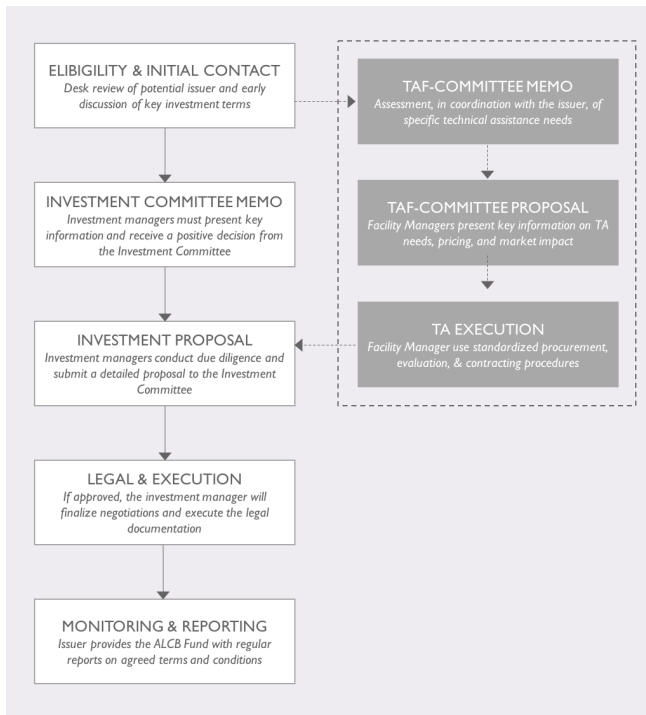 ELIBIGILITY & INITIAL CONTACT
Desk review of potential issuer and early
discussion of key investment terms
INVESTMENT COMMITTEE MEMO
Investment managers must present key
information and receive a positive decision from
the Investment Committee
INVESTMENT PROPOSAL
Investment managers conduct due diligence and
submit a detailed proposal to the Investment
Committee
LEGAL & EXECUTION
If approved, the investment manager will
finalize negotiations and execute the legal
documentation
MONITORING & REPORTING
Issuer provides the ALCB Fund with regular
reports on agreed terms and conditions
TAF-COMMITTEE MEMO
Assessment, in coordination with the issuer, of
specific technical assistance needs
TAF-COMMITTEE PROPOSAL
Facility Managers present key information on TA
needs, pricing, and market impact
TA EXECUTION
Facility Manager use standardized procurement,
evaluation, & contracting procedures